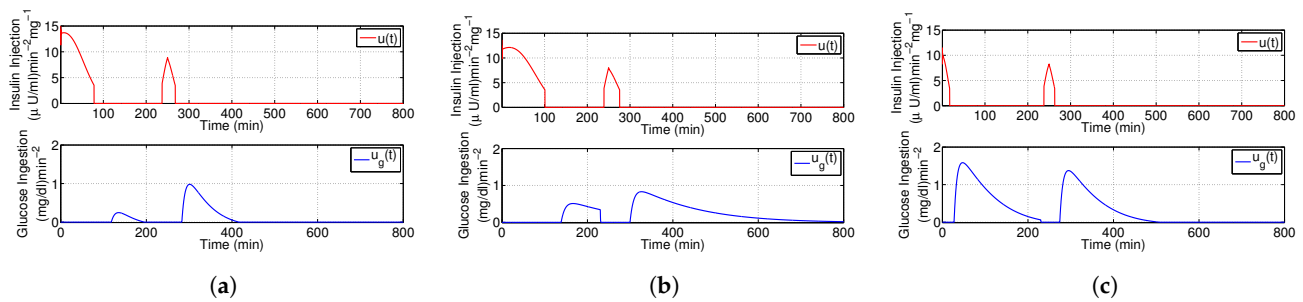 Insulin Injection
(μ U/ml)min⁻²mg⁻¹
15
10
5
0
u(t)
0 100 200 300 400 500 600 700 800
Time (min)
Glucose Ingestion
(mg/dl)min⁻²
2
1
0
u_g(t)
0 200 400 600 800
Time (min)
(a)
Insulin Injection
(μ U/ml)min⁻²mg⁻¹
15
10
5
0
u(t)
100 200 300 400 500 600 700 800
Time (min)
Glucose Ingestion
(mg/dl)min⁻²
2
1
0
u_g(t)
0 200 400 600 800
Time (min)
(b)
Insulin Injection
(μ U/ml)min⁻²mg⁻¹
15
10
5
0
u(t)
100 200 300 400 500 600 700 800
Time (min)
Glucose Ingestion
(mg/dl)min⁻²
2
1
0
u_g(t)
0 200 400 600 800
Time (min)
(c)